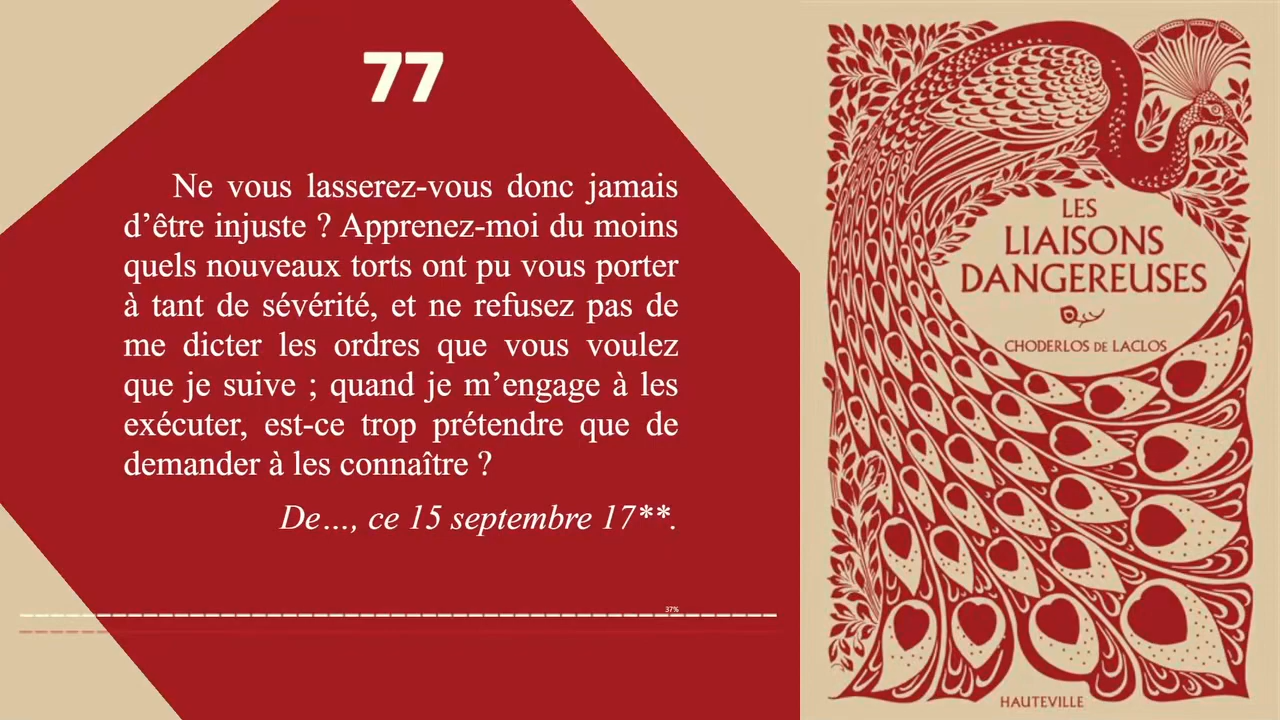 77
Ne vous lasserez-vous donc jamais
d’être injuste ? Apprenez-moi du moins
quels nouveaux torts ont pu vous porter
à tant de sévérité, et ne refusez pas de
me dicter les ordres que vous voulez
que je suive ; quand je m’engage à les
exécuter, est-ce trop prétendre que de
demander à les connaître ?
De…, ce 15 septembre 17**.
37%
LES
LIAISONS
DANGEREUSES
CHODERLOS DE LACLOS
HAUTEVILLE